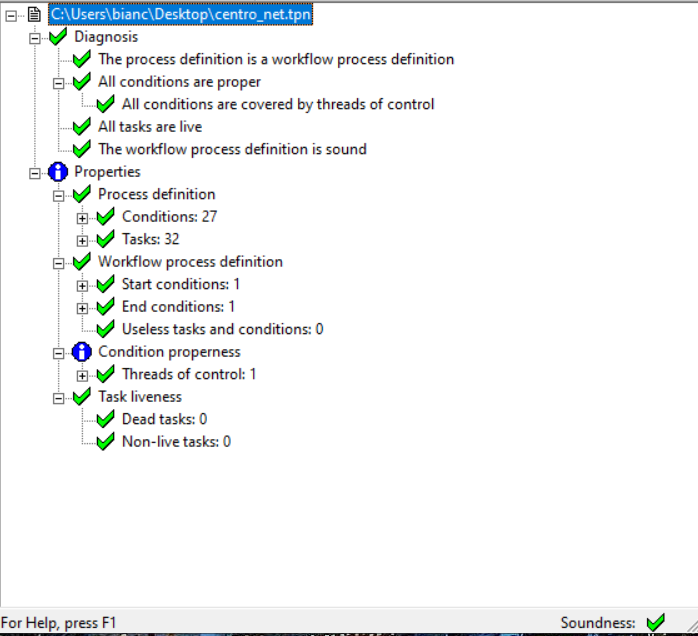 C:\Users\bianc\Desktop\centro_net.tpn
Diagnosis
The process definition is a workflow process definition
All conditions are proper
All conditions are covered by threads of control
All tasks are live
The workflow process definition is sound
Properties
Process definition
Conditions: 27
Tasks: 32
Workflow process definition
Start conditions: 1
End conditions: 1
Useless tasks and conditions: 0
Condition properness
Threads of control: 1
Task liveness
Dead tasks: 0
Non-live tasks: 0
For Help, press F1 Soundness: